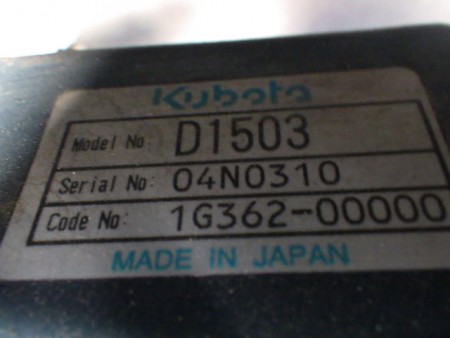 Kubota
Model No: D1503
Serial No: 04N0310
Code No: 1G362-00000
MADE IN JAPAN